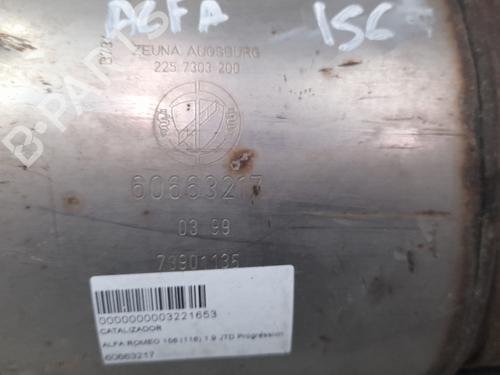 ALFA 156
ZEUNA AUGSBURG
225 7303 200
60663217
03 99
73901135
0000000003221653
CATALIZADOR
ALFA ROMEO 156 (116) 1.9 JTD Progression
60663217